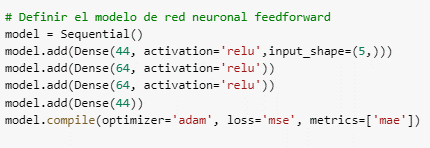 # Definir el modelo de red neuronal feedforward
model = Sequential()
model.add(Dense(44, activation='relu',input_shape=(5,)))
model.add(Dense(64, activation='relu'))
model.add(Dense(64, activation='relu'))
model.add(Dense(44))
model.compile(optimizer='adam', loss='mse', metrics=['mae'])